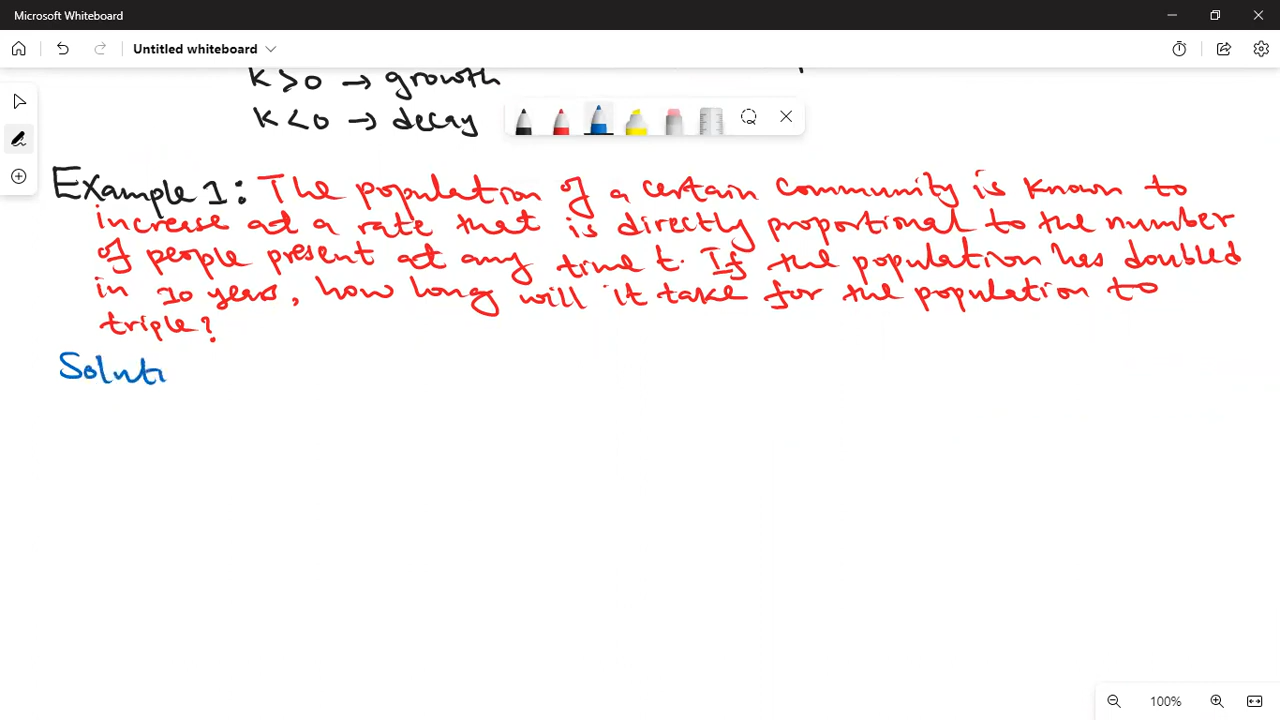 Microsoft Whiteboard
Untitled whiteboard
k > 0 → growth
k < 0 → decay
Example 1: The population of a certain community is known to
increase at a rate that is directly proportional to the number
of people present at any time t. If the population has doubled
in 10 years, how long will it take for the population to
triple?
Soluti
100%